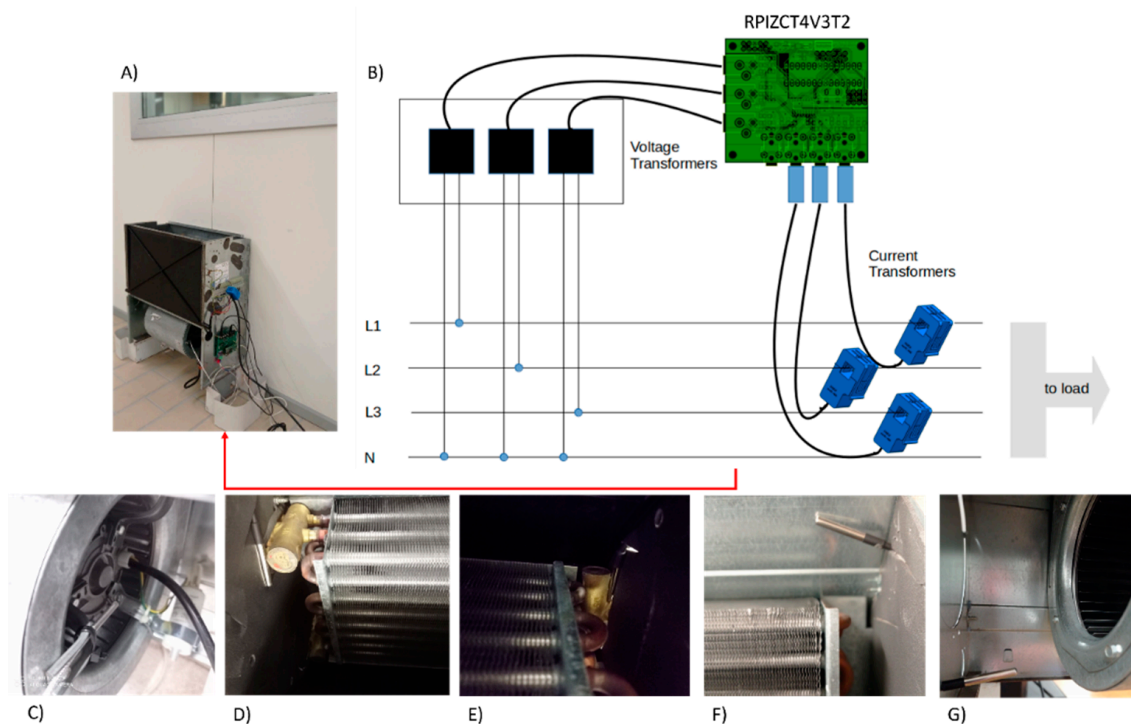 RPIZCT4V3T2
A)
B)
Voltage
Transformers
Current
Transformers
L1
L2
L3
N
to load
C)
D)
E)
F)
G)